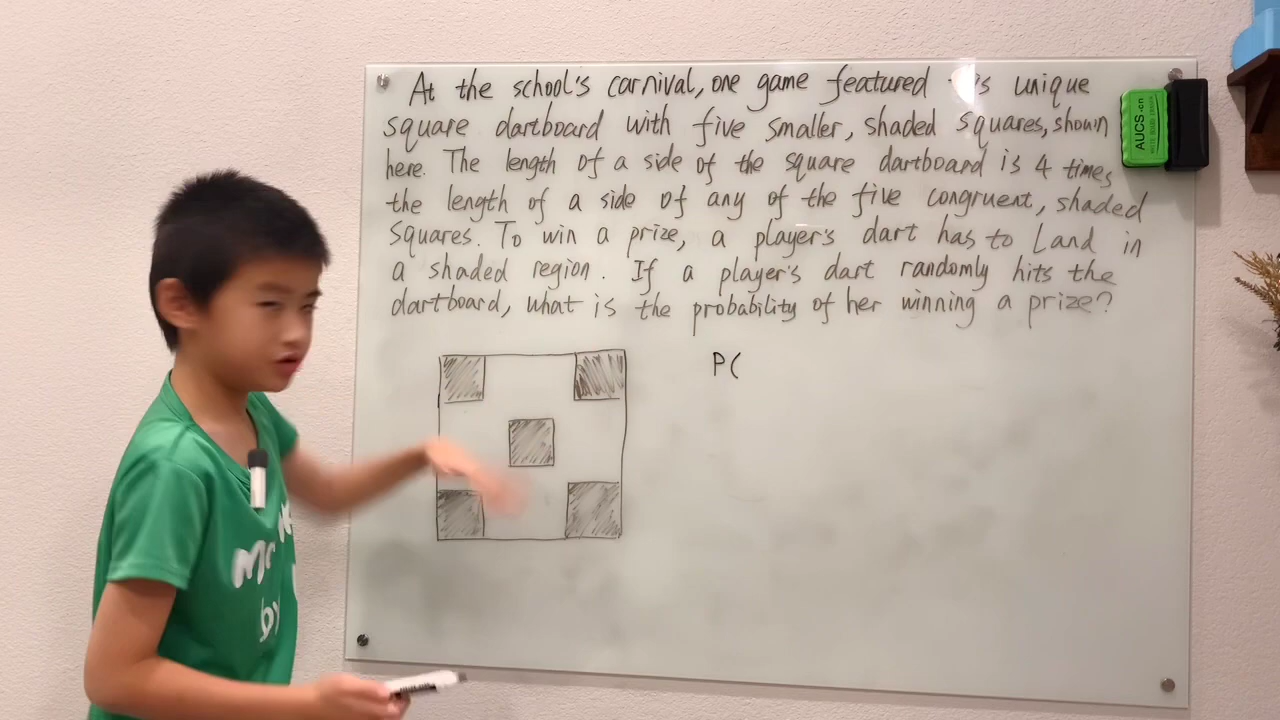 At the school's carnival, one game featured unique
square dartboard with five smaller, shaded squares, shown
here. The length of a side of the square dartboard is 4 times
the length of a side of any of the five congruent, shaded
squares. To win a prize, a player's dart has to Land in
a shaded region. If a player's dart randomly hits the
dartboard, what is the probability of her winning a prize?
P(
AUCS.cn